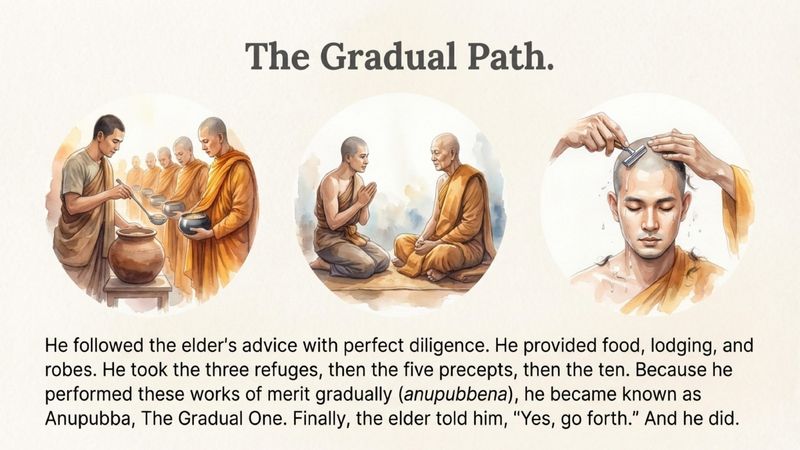 The Gradual Path.
He followed the elder's advice with perfect diligence. He provided food, lodging, and
robes. He took the three refuges, then the five precepts, then the ten. Because he
performed these works of merit gradually (anupubbena), he became known as
Anupubba, The Gradual One. Finally, the elder told him, “Yes, go forth.” And he did.